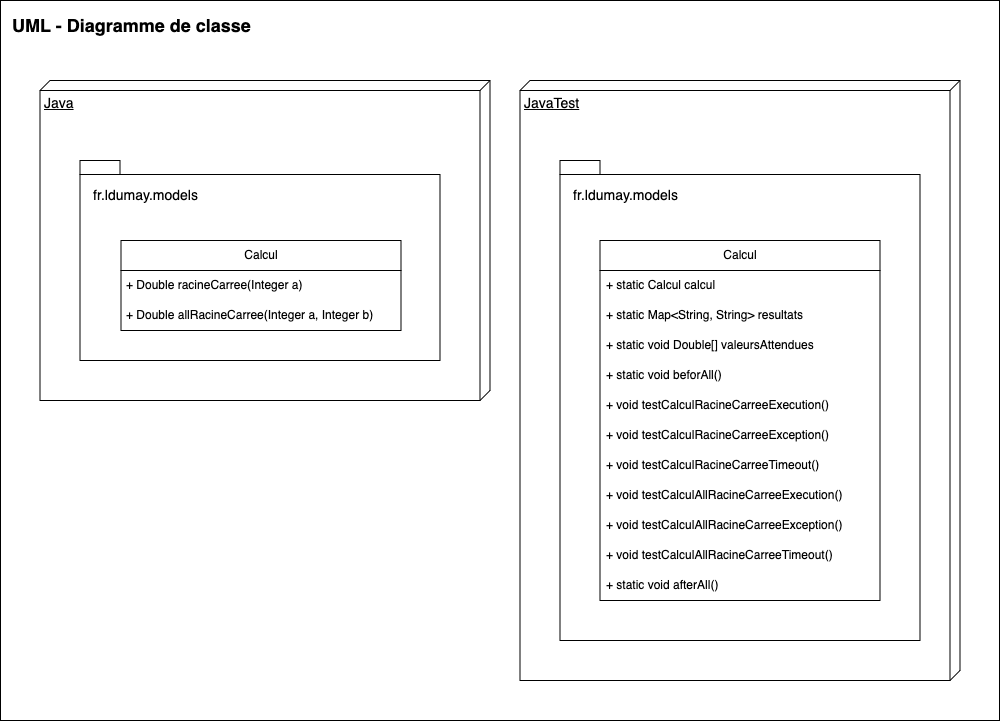 UML - Diagramme de classe
Java
fr.ldumay.models
Calcul
+ Double racineCarree(Integer a)
+ Double allRacineCarree(Integer a, Integer b)
JavaTest
fr.ldumay.models
Calcul
+ static Calcul calcul
+ static Map<String, String> resultats
+ static void Double[] valeursAttendues
+ static void beforAll()
+ void testCalculRacineCarreeExecution()
+ void testCalculRacineCarreeException()
+ void testCalculRacineCarreeTimeout()
+ void testCalculAllRacineCarreeExecution()
+ void testCalculAllRacineCarreeException()
+ void testCalculAllRacineCarreeTimeout()
+ static void afterAll()